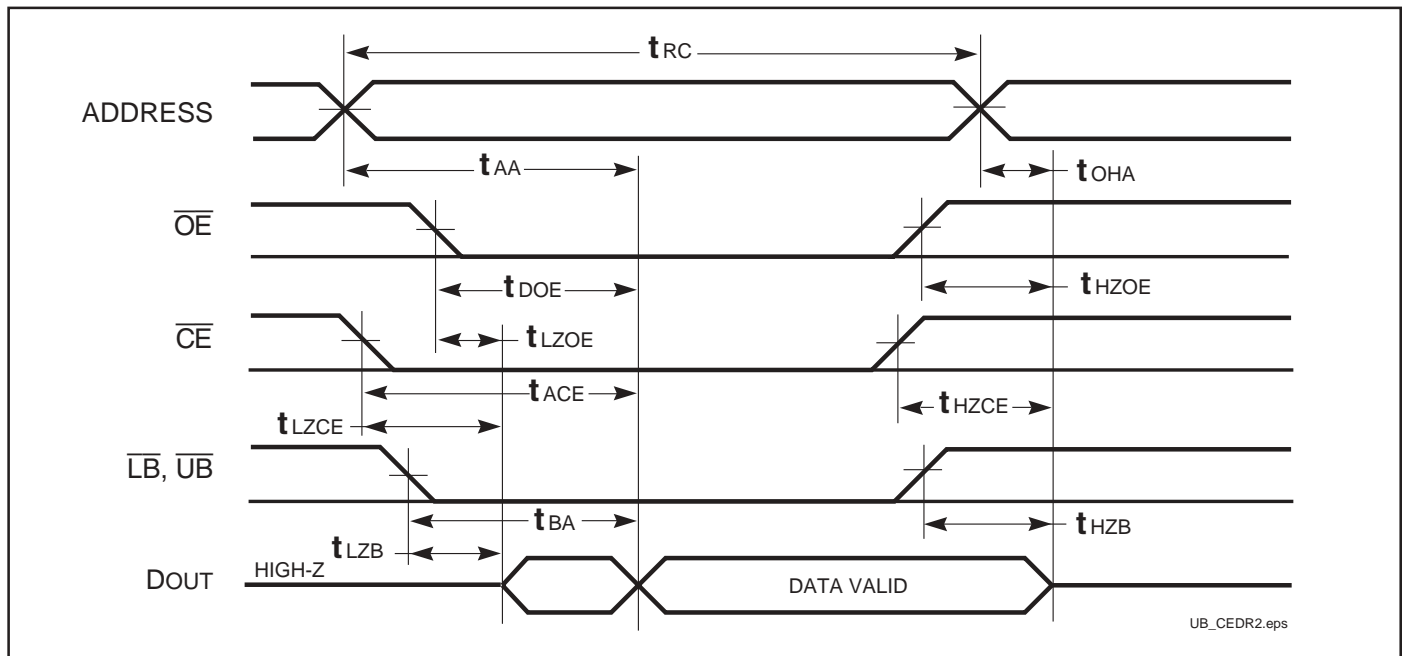 tRC
ADDRESS
tAA
tOHA
OE
tDOE
tHZOE
CE
tLZOE
tACE
tHZCE
tLZCE
LB, UB
tBA
tHZB
tLZB
DOUT
HIGH-Z
DATA VALID
UB_CEDR2.eps